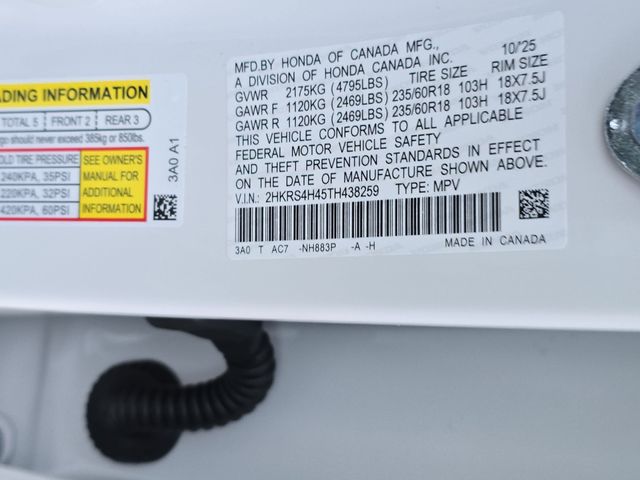 ADING INFORMATION
TOTAL 5 FRONT 2 REAR 3
go should never exceed 385kg or 850lbs.
OLD TIRE PRESSURE
240KPA, 35PSI
220KPA, 32PSI
420KPA, 60PSI
SEE OWNER'S
MANUAL FOR
ADDITIONAL
INFORMATION
3A0 A1
MFD.BY HONDA OF CANADA MFG., 10/'25
A DIVISION OF HONDA CANADA INC.
GVWR 2175KG (4795LBS) TIRE SIZE RIM SIZE
GAWR F 1120KG (2469LBS) 235/60R18 103H 18X7.5J
GAWR R 1120KG (2469LBS) 235/60R18 103H 18X7.5J
THIS VEHICLE CONFORMS TO ALL APPLICABLE
FEDERAL MOTOR VEHICLE SAFETY
AND THEFT PREVENTION STANDARDS IN EFFECT
ON THE DATE OF MANUFACTURE SHOWN ABOVE.
V.I.N.: 2HKRS4H45TH438259 TYPE: MPV
3A0 T AC7 -NH883P -A -H MADE IN CANADA